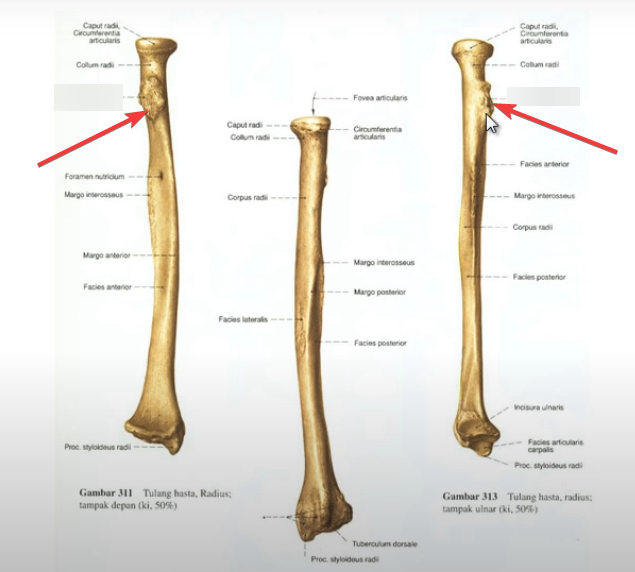 Caput radii,
Circumferentia
articularis
Collum radii
Foramen nutricium
Margo interosseus
Margo anterior
Facies anterior
Proc. styloideus radii
Gambar 311 Tulang hasta, Radius;
tampak depan (ki, 50%)
Fovea articularis
Caput radii
Collum radii
Circumferentia
articularis
Corpus radii
Margo interosseus
Margo posterior
Facies lateralis
Facies posterior
Tuberculum dorsale
Proc. styloideus radii
Caput radii,
Circumferentia
articularis
Collum radii
Facies anterior
Margo interosseus
Corpus radii
Facies posterior
Incisura ulnaris
Facies articularis
carpalis
Proc. styloideus radii
Gambar 313 Tulang hasta, radius;
tampak ulnar (ki, 50%)